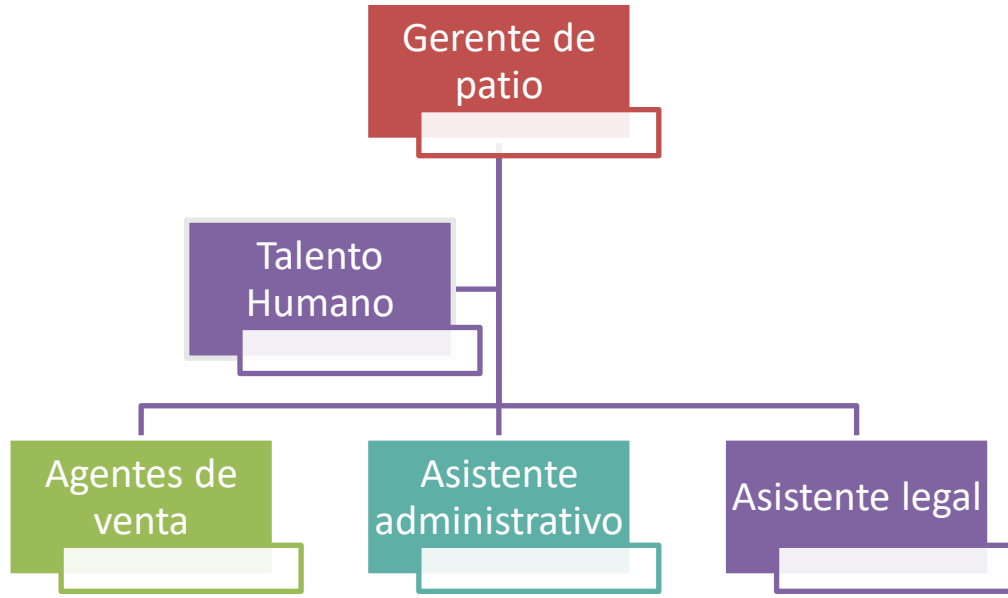 Gerente de
patio
Talento
Humano
Agentes de
venta
Asistente
administrativo
Asistente legal